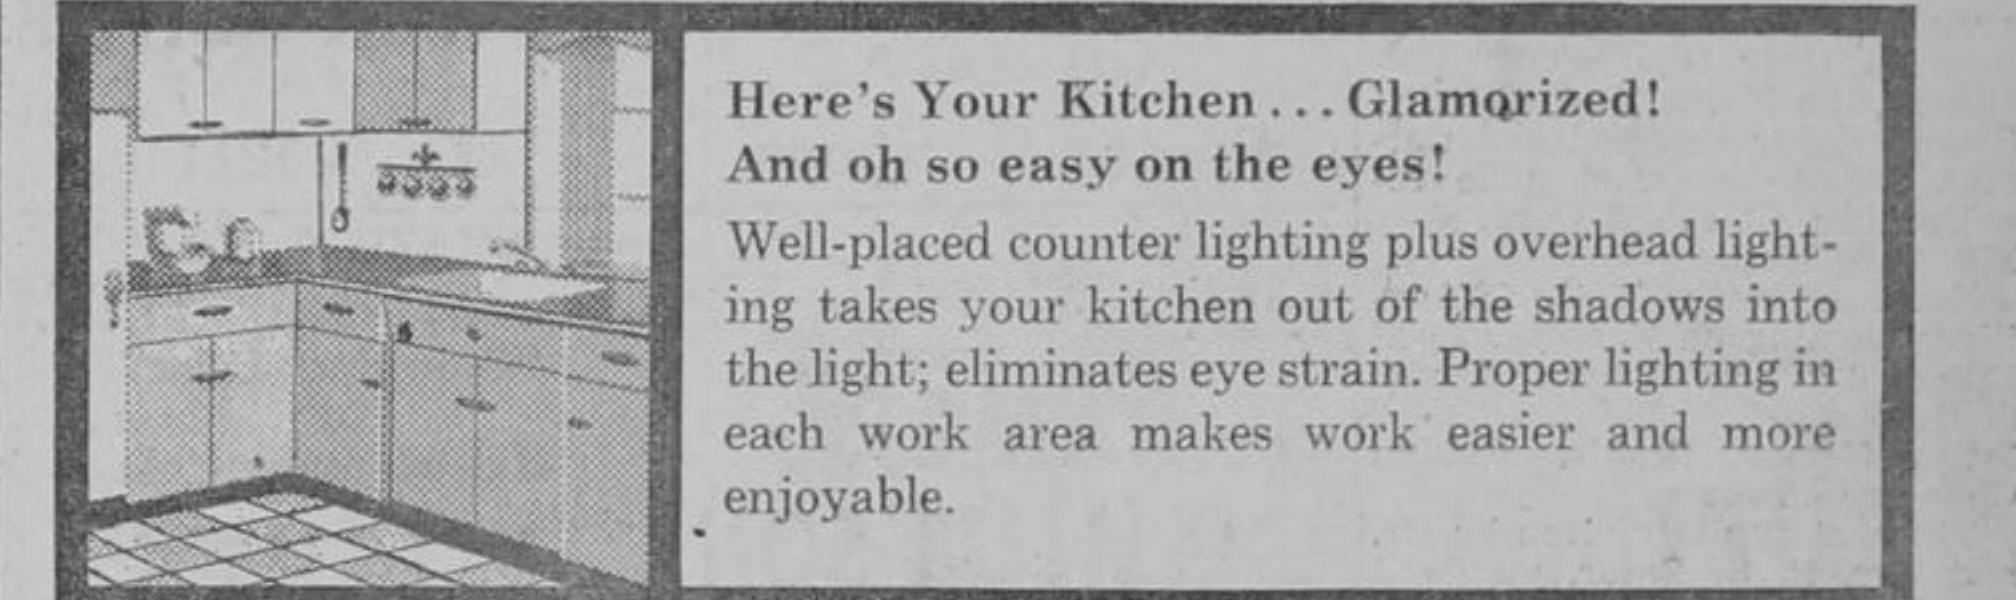 Here's Your Kitchen ... Glamorized!
And oh so easy on the eyes!
Well-placed counter lighting plus overhead light-
ing takes your kitchen out of the shadows into
the light; eliminates eye strain. Proper lighting in
each work area makes work easier and more
enjoyable.